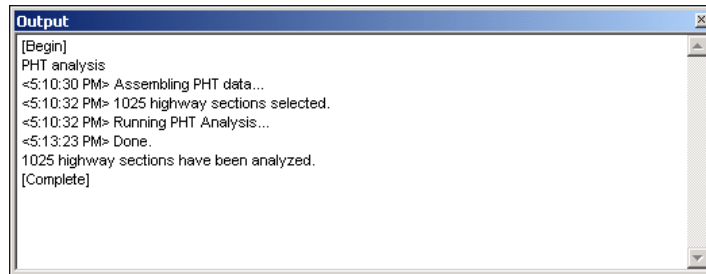 Output
[Begin]
PHT analysis
<5:10:30 PM> Assembling PHT data...
<5:10:32 PM> 1025 highway sections selected.
<5:10:32 PM> Running PHT Analysis...
<5:13:23 PM> Done.
1025 highway sections have been analyzed.
[Complete]